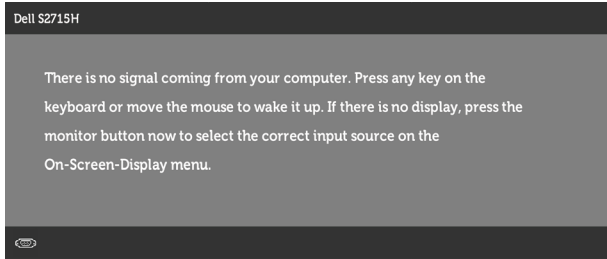 Dell S2715H
There is no signal coming from your computer. Press any key on the
keyboard or move the mouse to wake it up. If there is no display, press the
monitor button now to select the correct input source on the
On-Screen-Display menu.